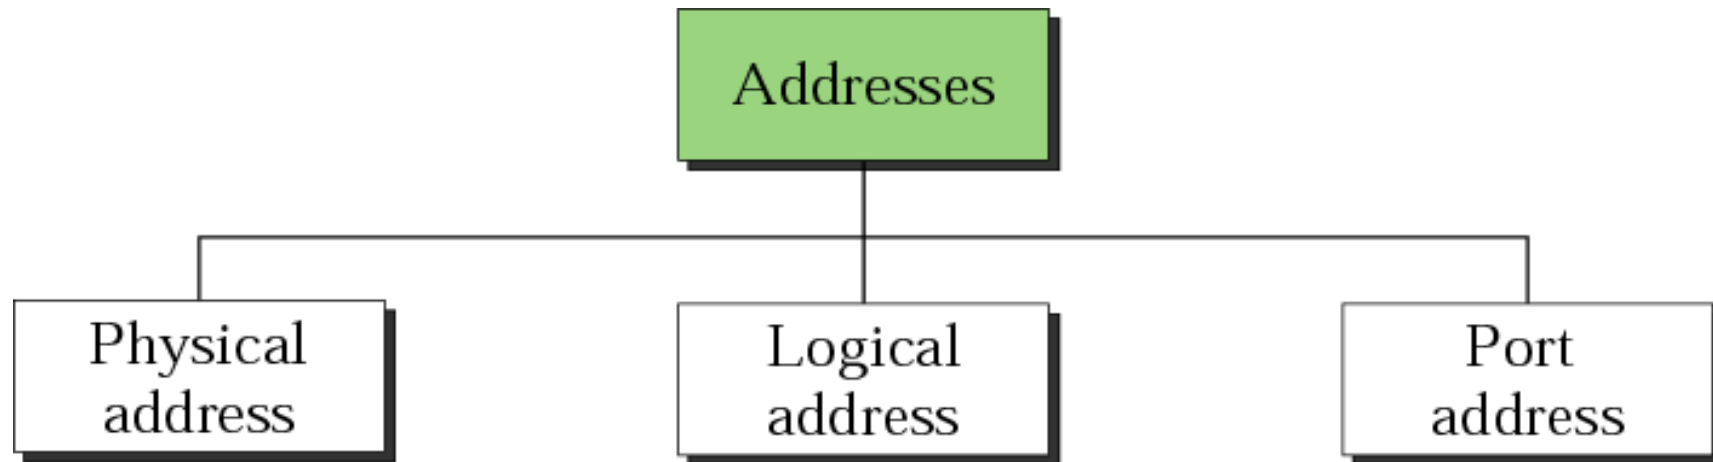 Addresses
Physical
address
Logical
address
Port
address